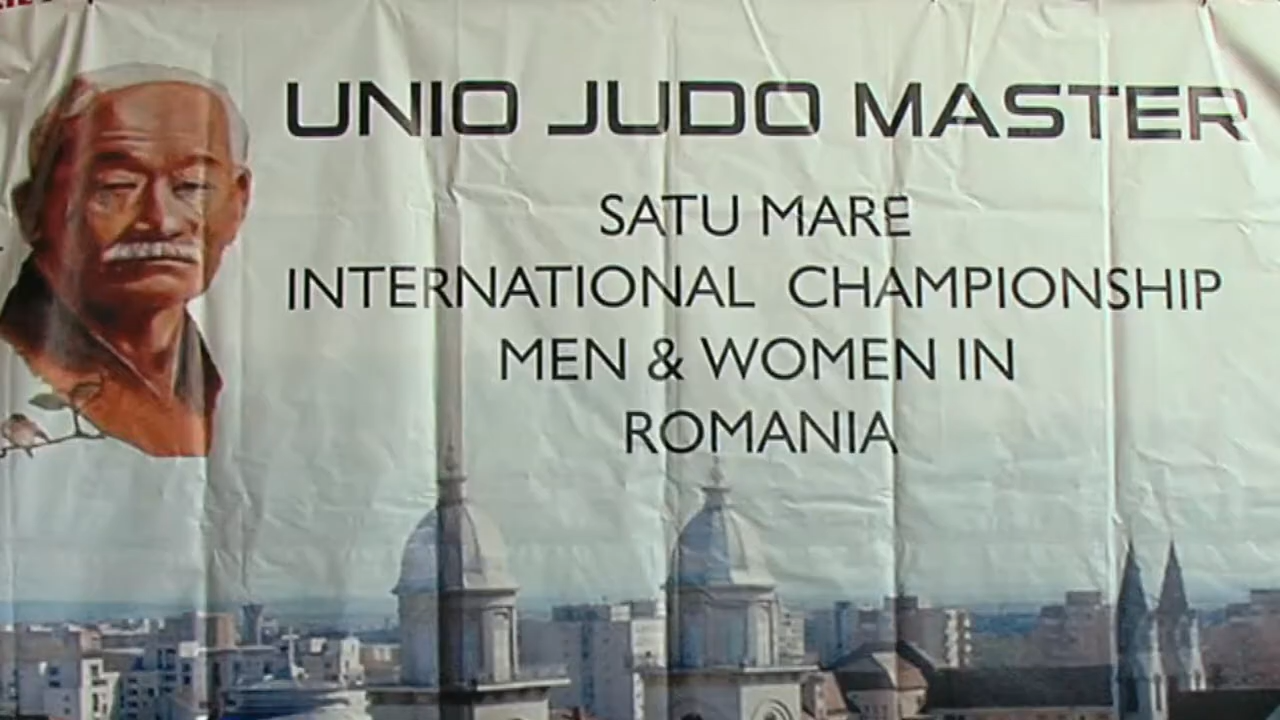 UNIO JUDO MASTER
SATU MARE
INTERNATIONAL CHAMPIONSHIP
MEN & WOMEN IN
ROMANIA